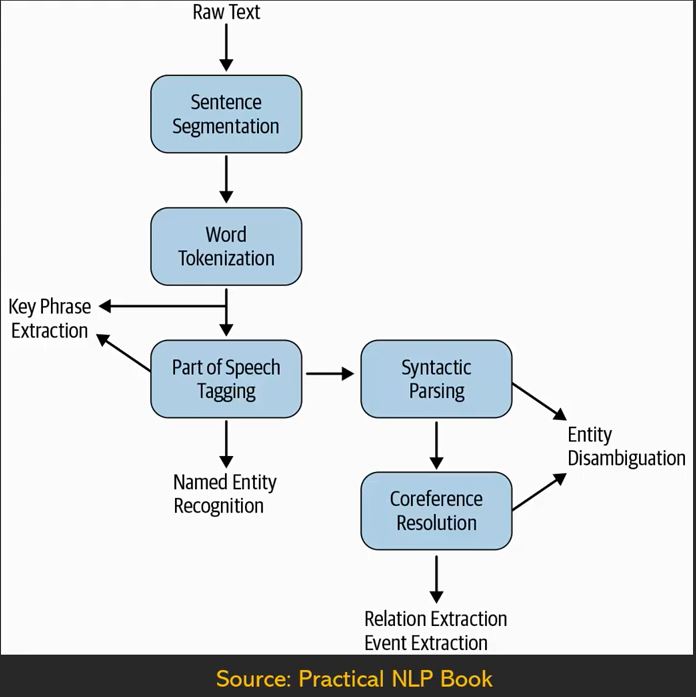 Raw Text
Sentence
Segmentation
Word
Tokenization
Key Phrase
Extraction
Part of Speech
Tagging
Syntactic
Parsing
Entity
Disambiguation
Named Entity
Recognition
Coreference
Resolution
Relation Extraction
Event Extraction
Source: Practical NLP Book